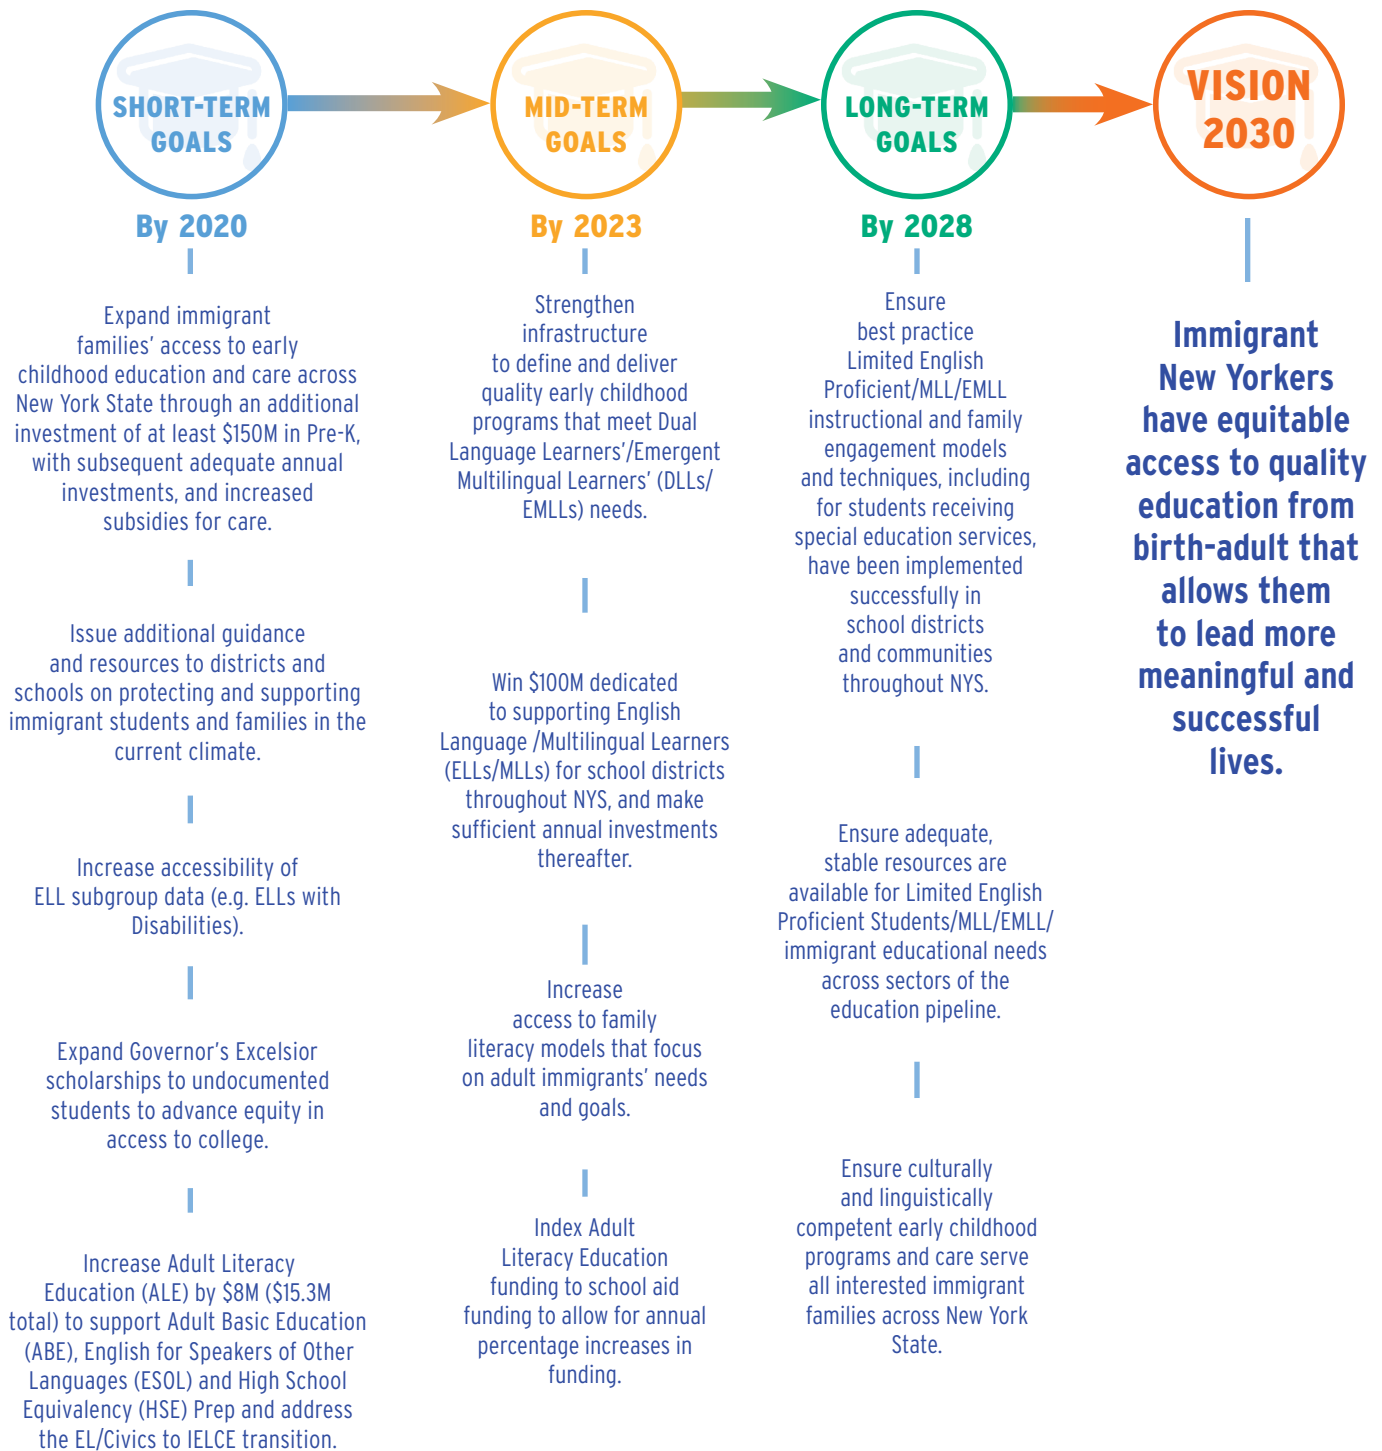 SHORT-TERM
GOALS
By 2020
Expand immigrant
families’ access to early
childhood education and care across
New York State through an additional
investment of at least $150M in Pre-K,
with subsequent adequate annual
investments, and increased
subsidies for care.
Issue additional guidance
and resources to districts and
schools on protecting and supporting
immigrant students and families in the
current climate.
Increase accessibility of
ELL subgroup data (e.g. ELLs with
Disabilities).
Expand Governor’s Excelsior
scholarships to undocumented
students to advance equity in
access to college.
Increase Adult Literacy
Education (ALE) by $8M ($15.3M
total) to support Adult Basic Education
(ABE), English for Speakers of Other
Languages (ESOL) and High School
Equivalency (HSE) Prep and address
the EL/Civics to IELCE transition.
MID-TERM
GOALS
By 2023
Strengthen
infrastructure
to define and deliver
quality early childhood
programs that meet Dual
Language Learners’/Emergent
Multilingual Learners’ (DLLs/
EMLLs) needs.
Win $100M dedicated
to supporting English
Language /Multilingual Learners
(ELLs/MLLs) for school districts
throughout NYS, and make
sufficient annual investments
thereafter.
Increase
access to family
literacy models that focus
on adult immigrants’ needs
and goals.
Index Adult
Literacy Education
funding to school aid
funding to allow for annual
percentage increases in
funding.
LONG-TERM
GOALS
By 2028
Ensure
best practice
Limited English
Proficient/MLL/EMLL
instructional and family
engagement models
and techniques, including
for students receiving
special education services,
have been implemented
successfully in
school districts
and communities
throughout NYS.
Ensure adequate,
stable resources are
available for Limited English
Proficient Students/MLL/EMLL/
immigrant educational needs
across sectors of the
education pipeline.
Ensure culturally
and linguistically
competent early childhood
programs and care serve
all interested immigrant
families across New York
State.
VISION
2030
Immigrant
New Yorkers
have equitable
access to quality
education from
birth-adult that
allows them
to lead more
meaningful and
successful
lives.